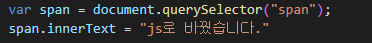 var span = document.querySelector("span");
span.innerText = "js로 바꿨습니다."